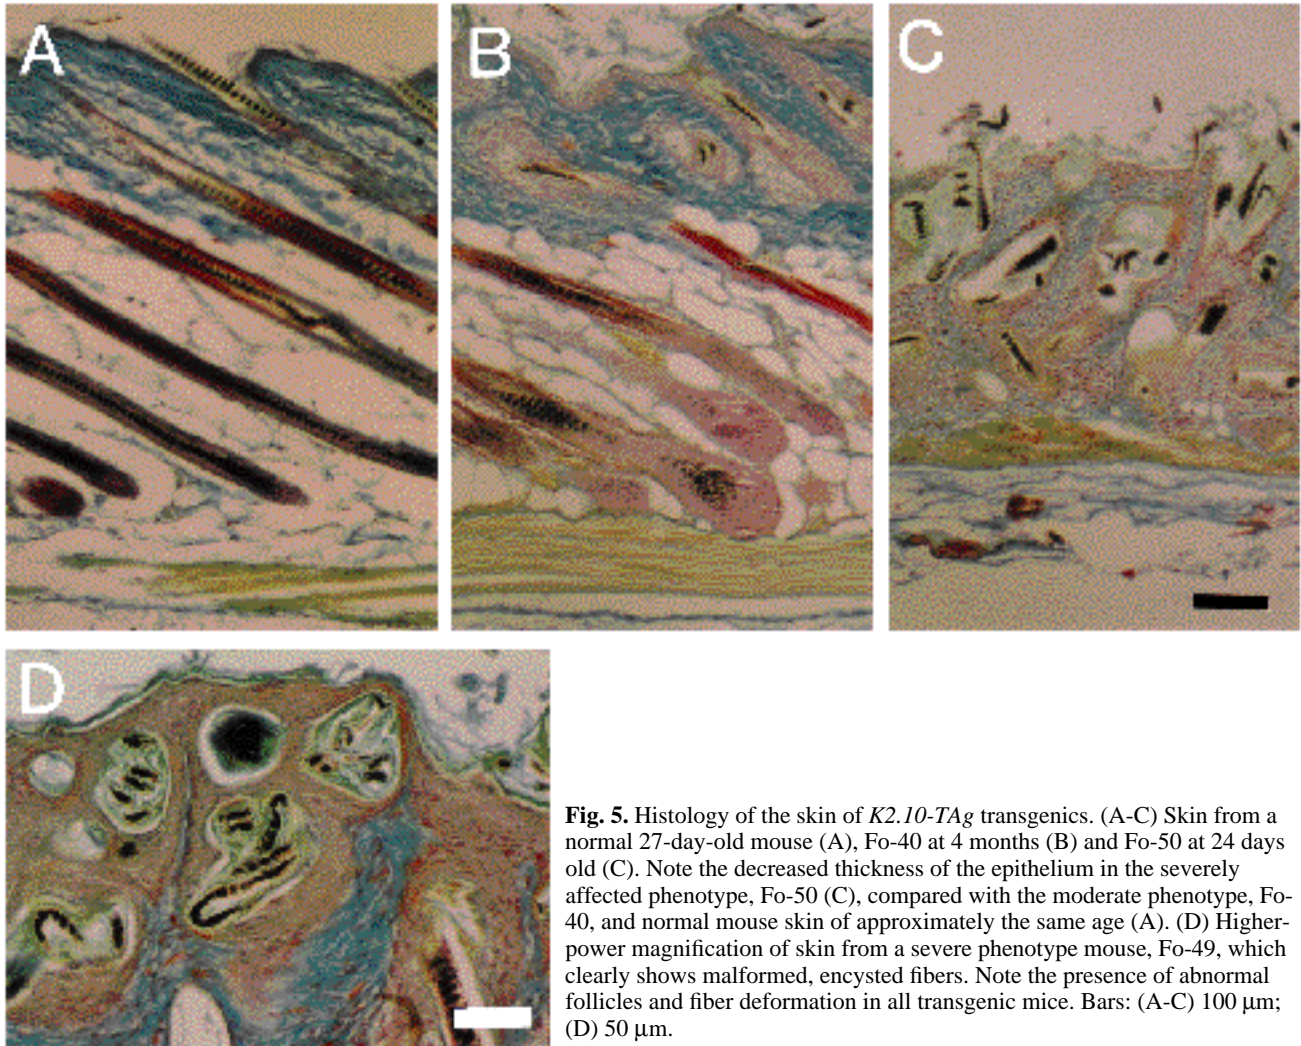 A
B
C
D
Fig. 5. Histology of the skin of K2.10-TAg transgenics. (A-C) Skin from a
normal 27-day-old mouse (A), Fo-40 at 4 months (B) and Fo-50 at 24 days
old (C). Note the decreased thickness of the epithelium in the severely
affected phenotype, Fo-50 (C), compared with the moderate phenotype, Fo-
40, and normal mouse skin of approximately the same age (A). (D) Higher-
power magnification of skin from a severe phenotype mouse, Fo-49, which
clearly shows malformed, encysted fibers. Note the presence of abnormal
follicles and fiber deformation in all transgenic mice. Bars: (A-C) 100 μm;
(D) 50 μm.